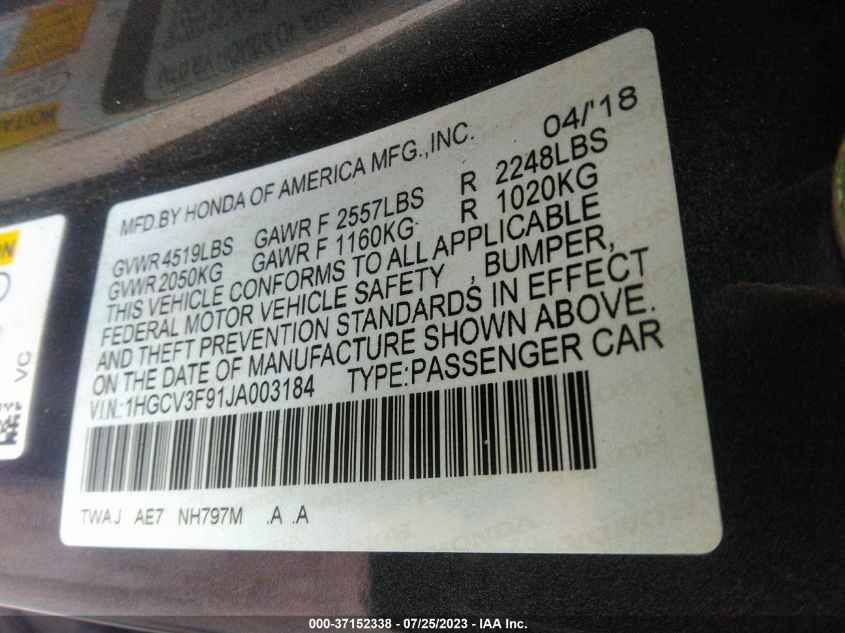 MFD.BY HONDA OF AMERICA MFG.,INC. 04/'18
GVWR 4519LBS GAWR F 2557LBS R 2248LBS
GVWR 2050KG GAWR F 1160KG R 1020KG
THIS VEHICLE CONFORMS TO ALL APPLICABLE
FEDERAL MOTOR VEHICLE SAFETY , BUMPER,
AND THEFT PREVENTION STANDARDS IN EFFECT
ON THE DATE OF MANUFACTURE SHOWN ABOVE.
V.I.N.:1HGCV3F91JA003184 TYPE:PASSENGER CAR
TWAJ AE7 NH797M .A .A
VC
000-37152338 - 07/25/2023 - IAA Inc.